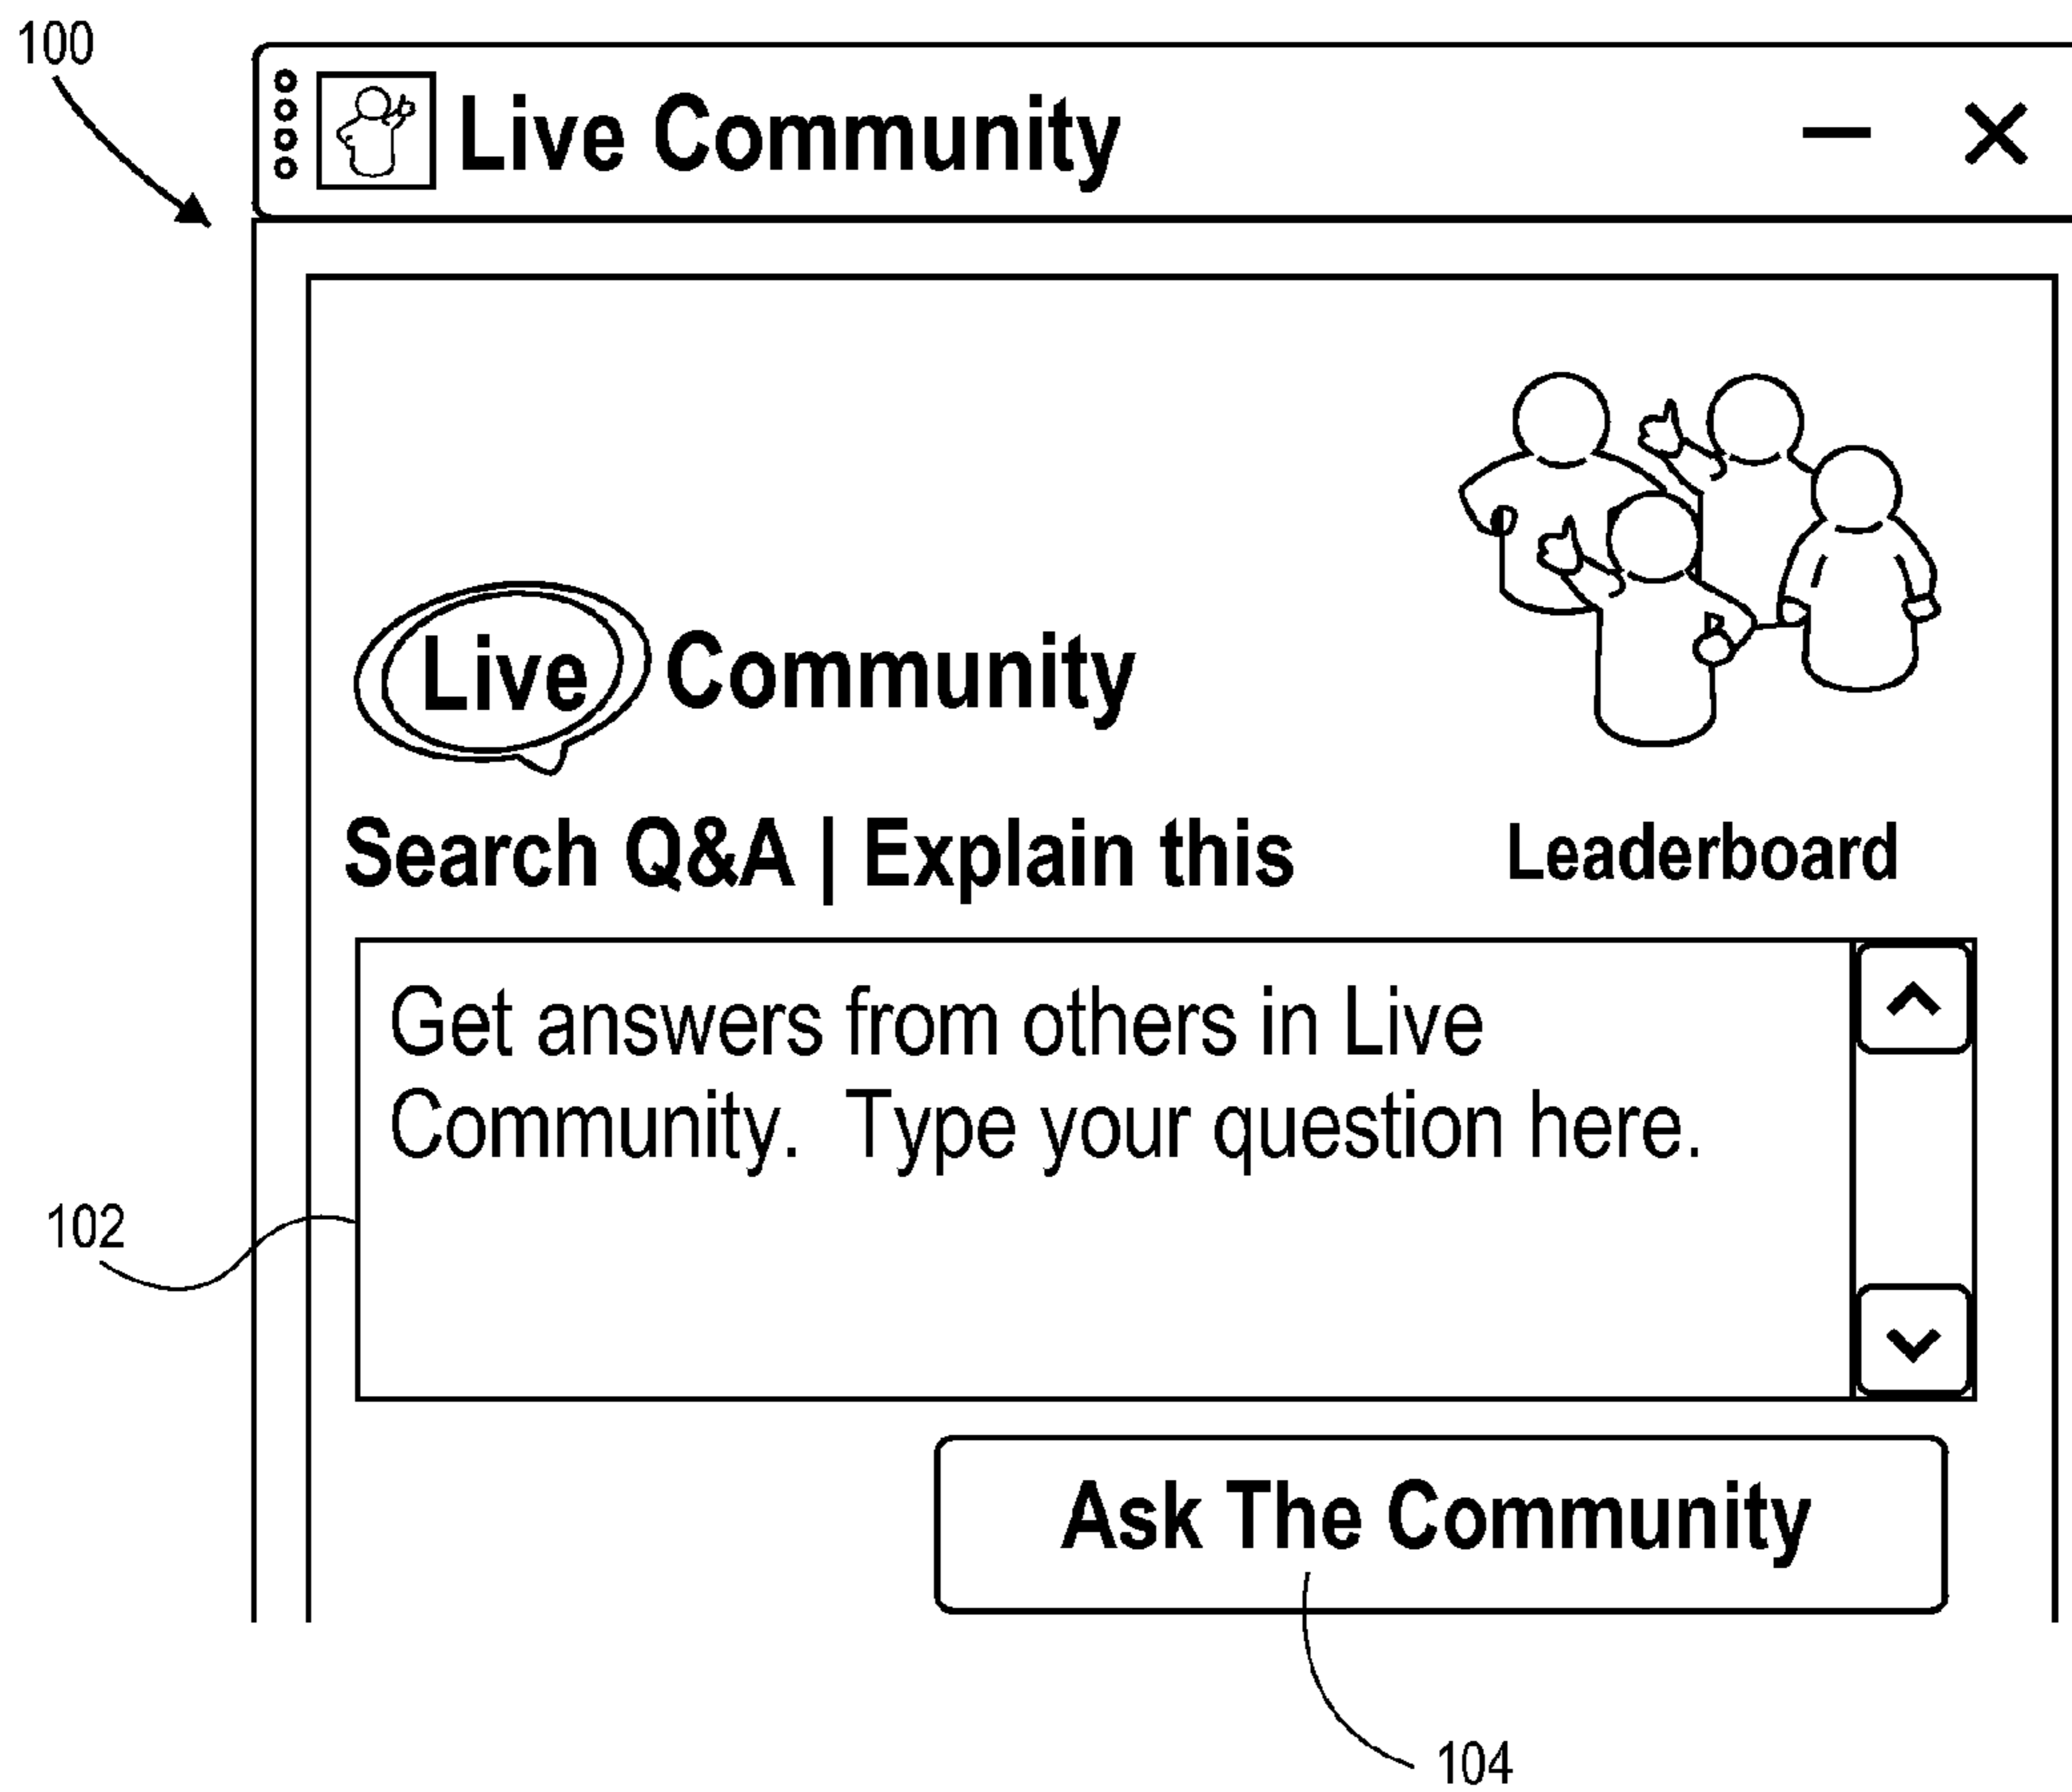 100
Live Community
Live Community
Search Q&A | Explain this
Leaderboard
Get answers from others in Live
Community. Type your question here.
102
Ask The Community
104